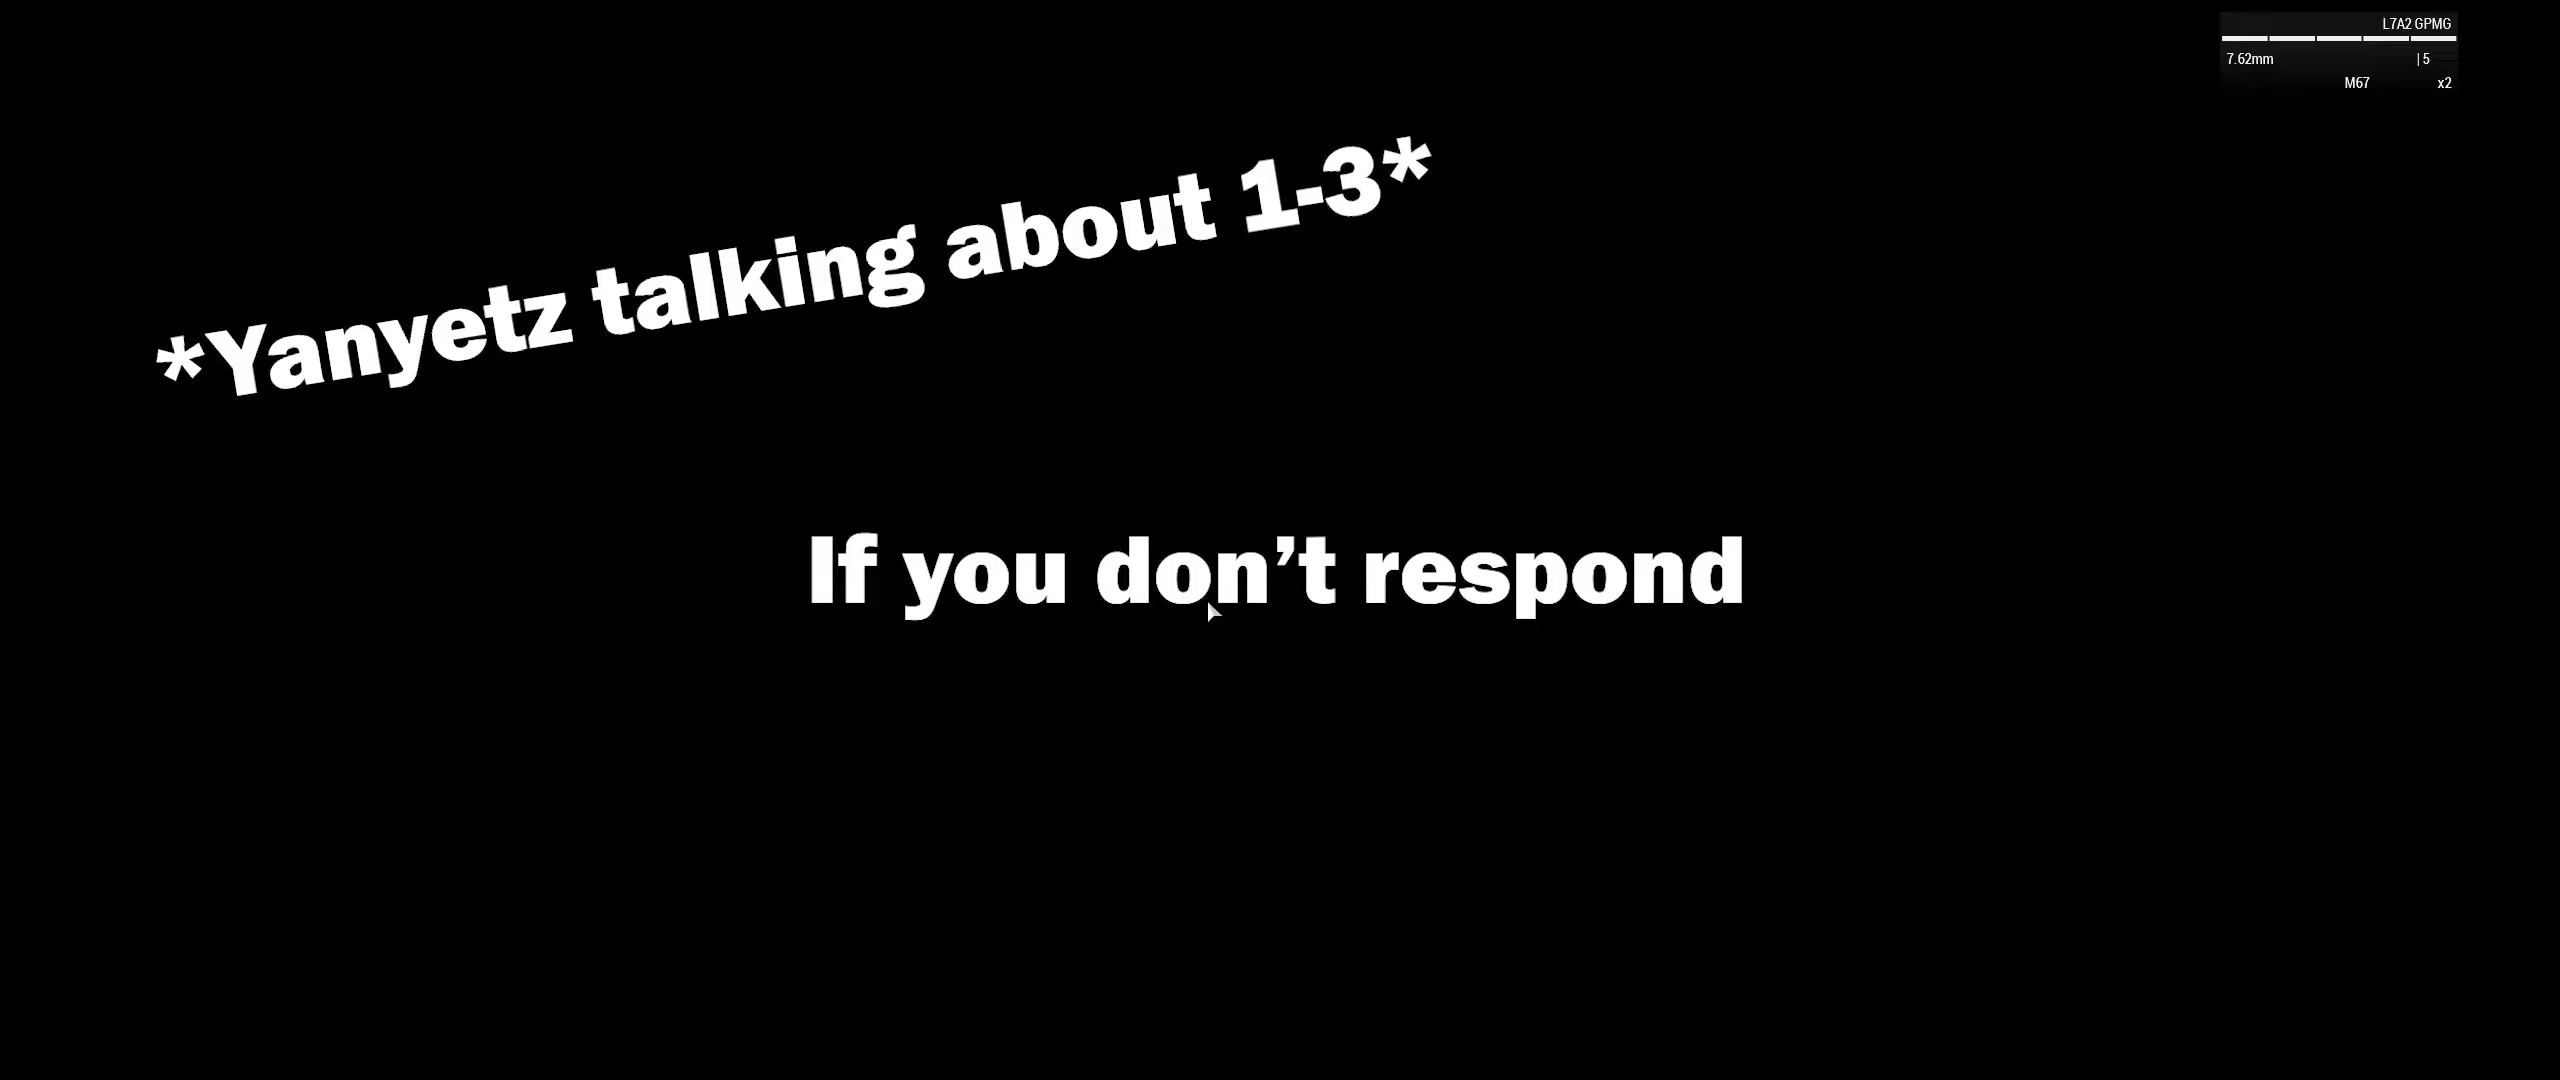 L7A2 GPMG
7.62mm | 5
M67 x2
*Yanyetz talking about 1-3*
If you don’t respond